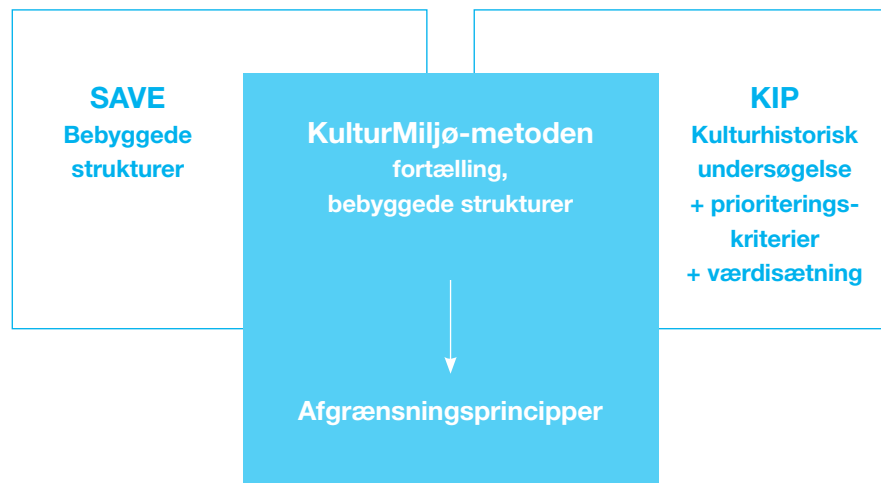 SAVE
Bebyggede
strukturer
KulturMiljø-metoden
fortælling,
bebyggede strukturer
Afgrænsningsprincipper
KIP
Kulturhistorisk
undersøgelse
+ prioriterings-
kriterier
+ værdisætning